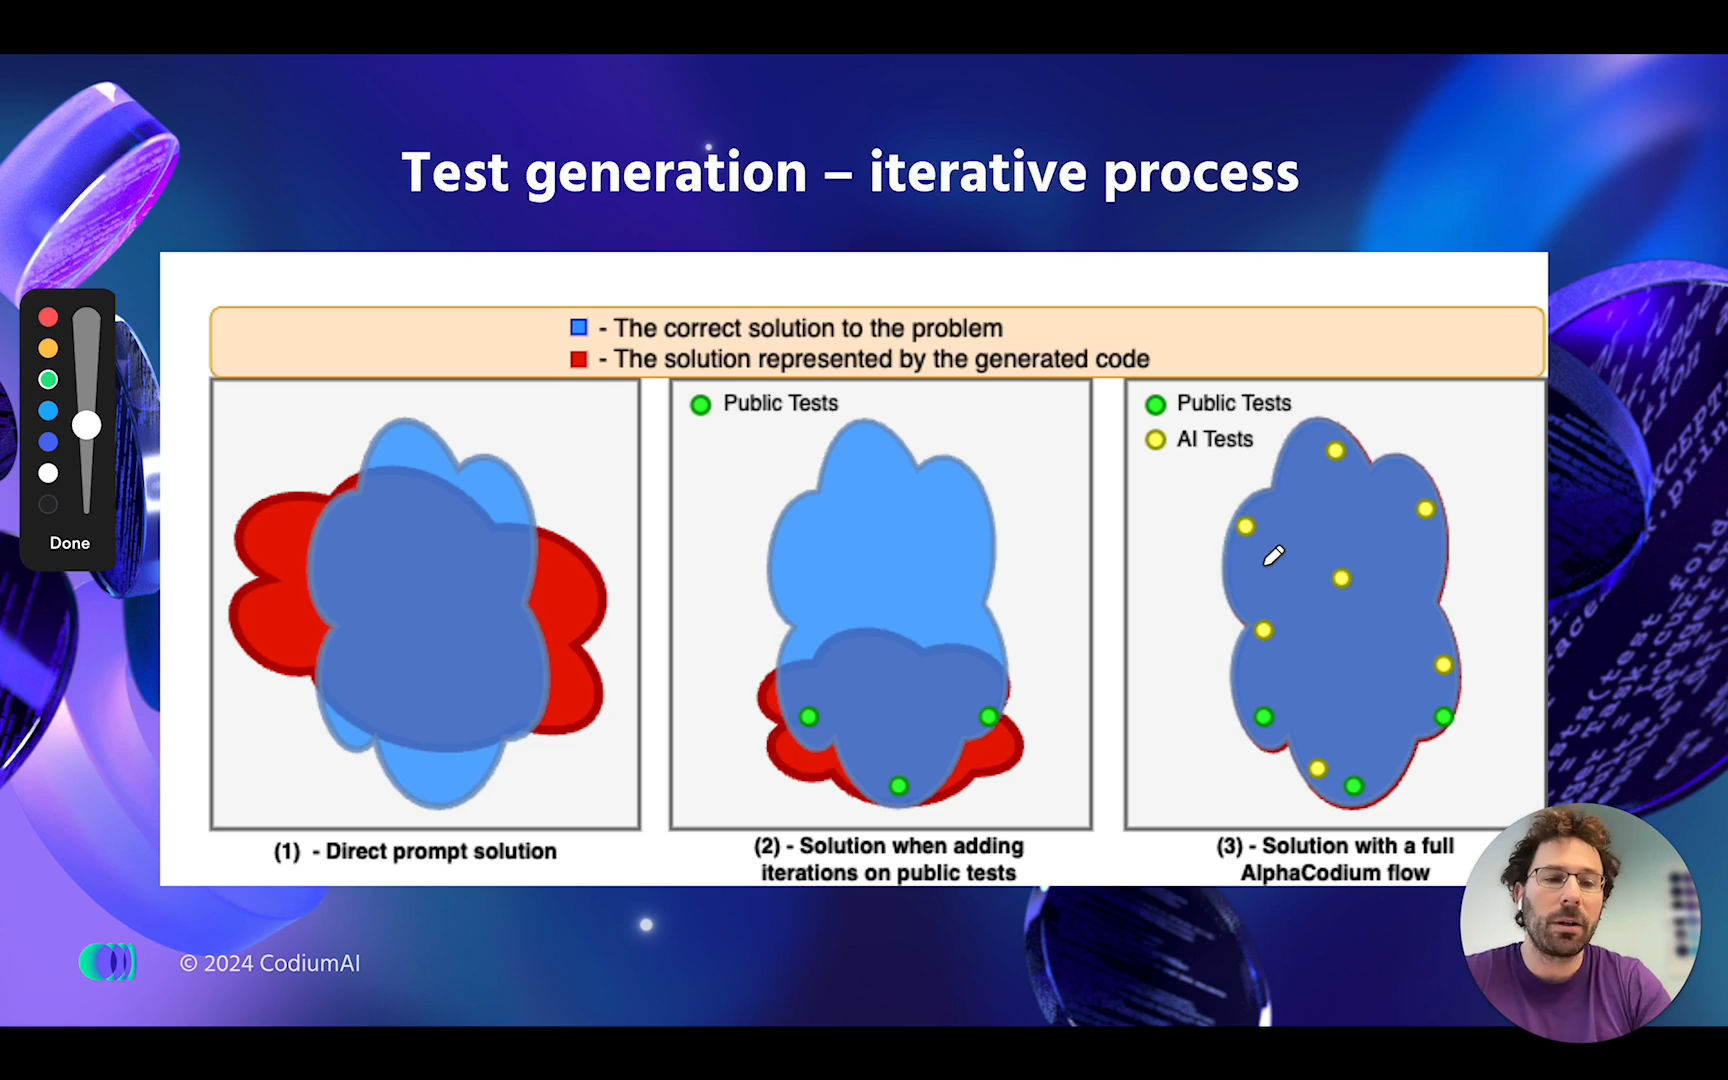 Test generation – iterative process
- The correct solution to the problem
- The solution represented by the generated code
Public Tests
Public Tests
AI Tests
Done
(1) - Direct prompt solution
(2) - Solution when adding
iterations on public tests
(3) - Solution with a full
AlphaCodium flow
© 2024 CodiumAI